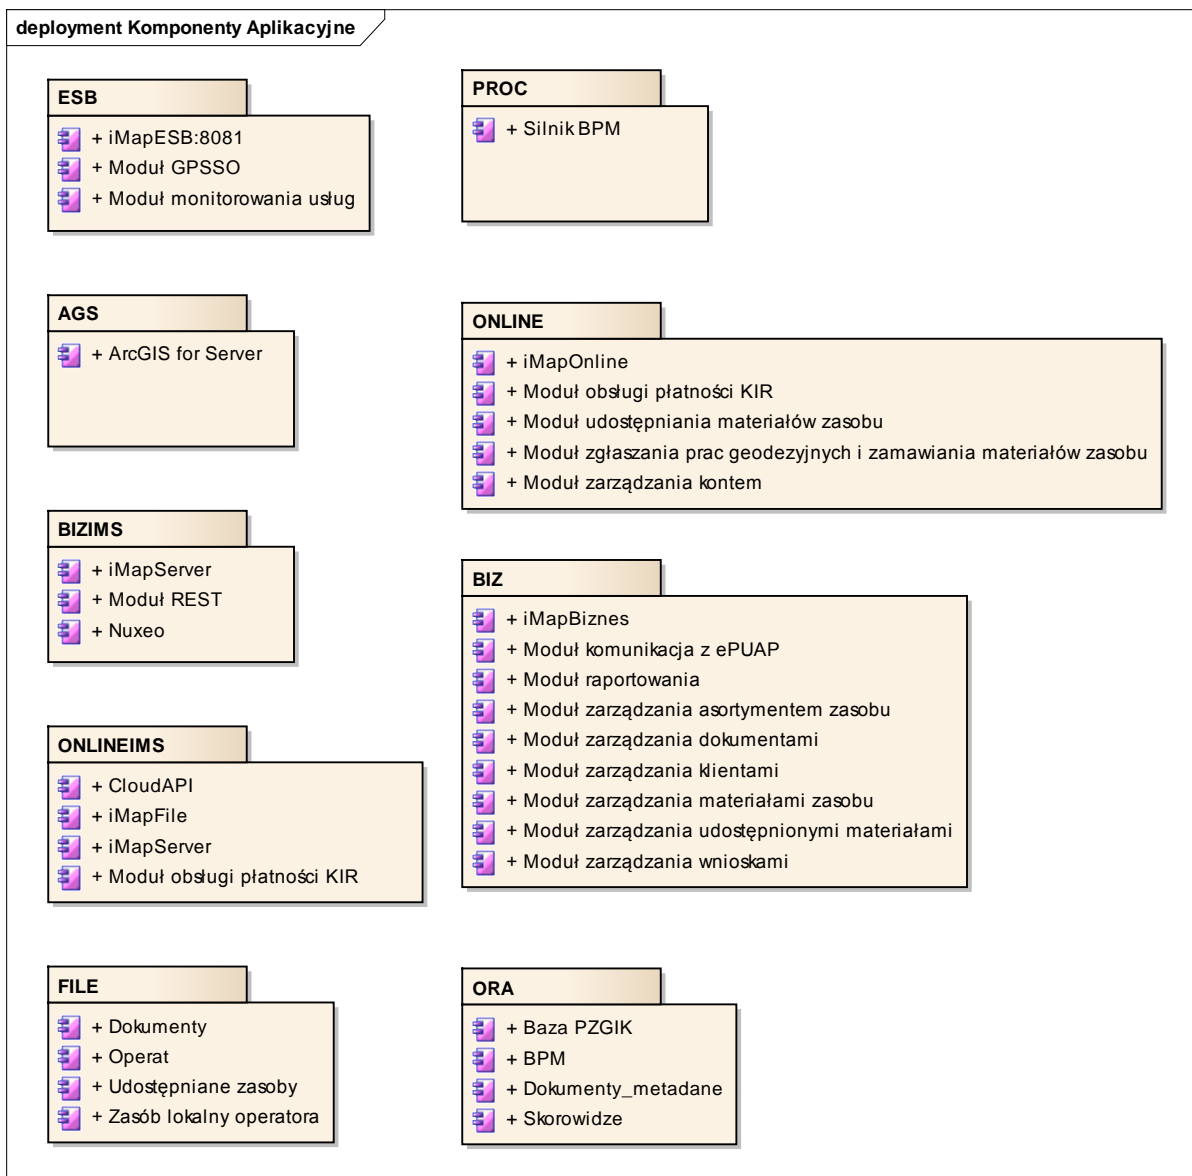 deployment Komponenty Aplikacyjne
ESB
+ iMapESB:8081
+ Moduł GPSSO
+ Moduł monitorowania usług
PROC
+ Silnik BPM
AGS
+ ArcGIS for Server
ONLINE
+ iMapOnline
+ Moduł obsługi płatności KIR
+ Moduł udostępniania materiałów zasobu
+ Moduł zgłaszania prac geodezyjnych i zamawiania materiałów zasobu
+ Moduł zarządzania kontem
BIZIMS
+ iMapServer
+ Moduł REST
+ Nuxeo
BIZ
+ iMapBiznes
+ Moduł komunikacja z ePUAP
+ Moduł raportowania
+ Moduł zarządzania asortymentem zasobu
+ Moduł zarządzania dokumentami
+ Moduł zarządzania klientami
+ Moduł zarządzania materiałami zasobu
+ Moduł zarządzania udostępnionymi materiałami
+ Moduł zarządzania wnioskami
ONLINEIMS
+ CloudAPI
+ iMapFile
+ iMapServer
+ Moduł obsługi płatności KIR
FILE
+ Dokumenty
+ Operat
+ Udostępniane zasoby
+ Zasób lokalny operatora
ORA
+ Baza PZGIK
+ BPM
+ Dokumenty_metadane
+ Skorowidze